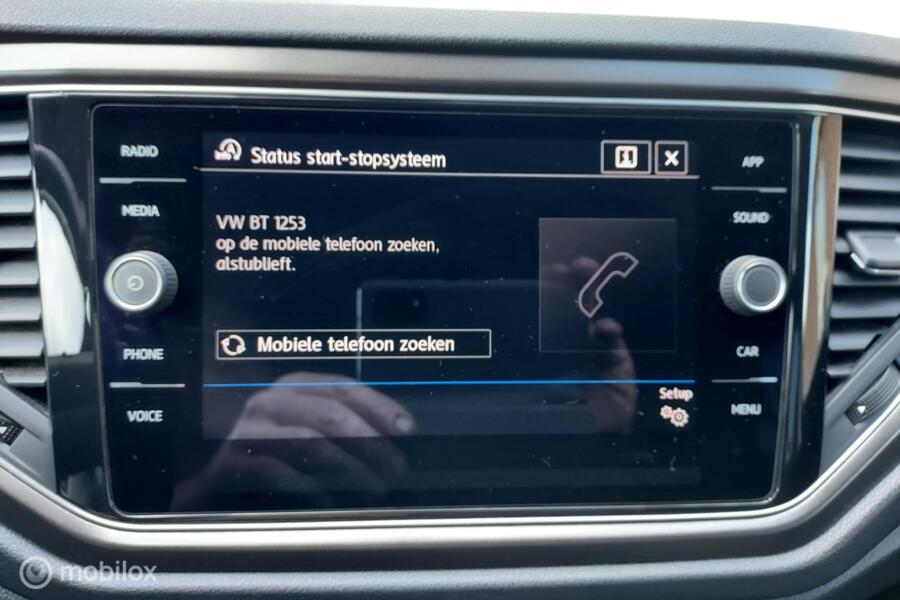 RADIO
MEDIA
PHONE
VOICE
Status start-stopsysteem
VW BT 1253
op de mobiele telefoon zoeken,
alstublieft.
Mobiele telefoon zoeken
Setup
APP
SOUND
CAR
MENU
mobilox